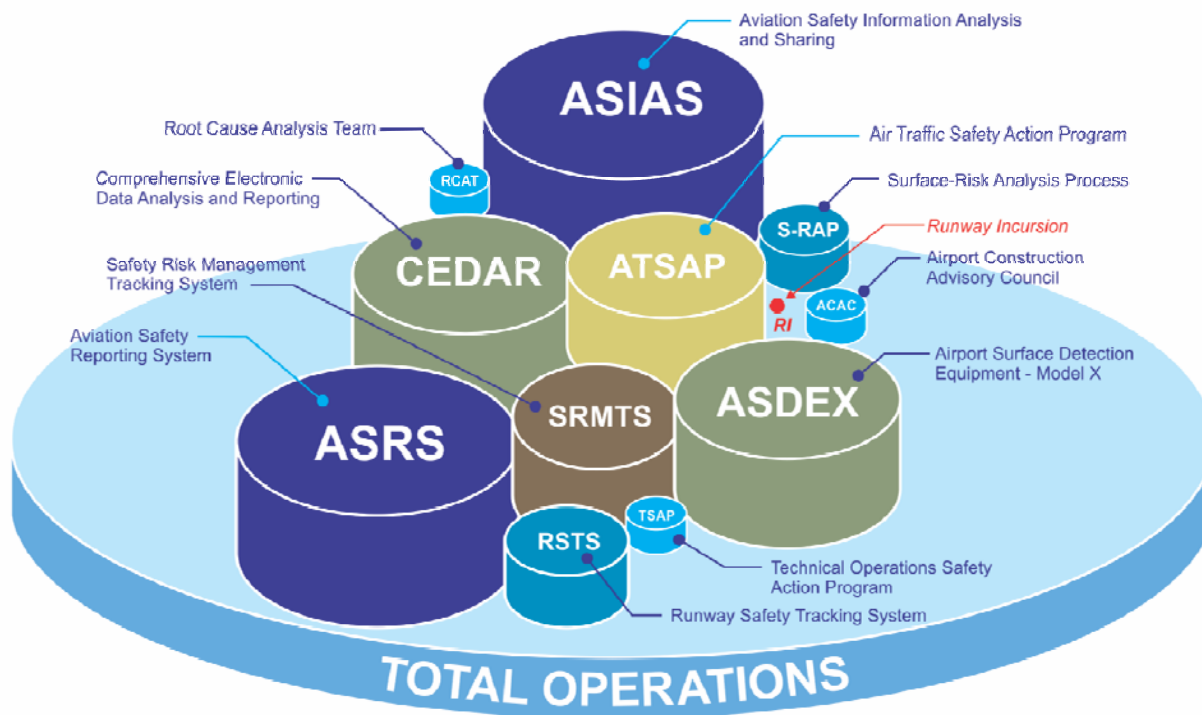 Aviation Safety Information Analysis
and Sharing
ASIAS
Root Cause Analysis Team
Air Traffic Safety Action Program
RCAT
Comprehensive Electronic
Data Analysis and Reporting
Surface-Risk Analysis Process
S-RAP
Runway Incursion
CEDAR
ATSAP
Safety Risk Management
Tracking System
Airport Construction
Advisory Council
ACAC
RI
Aviation Safety
Reporting System
Airport Surface Detection
Equipment - Model X
ASDEX
SRMTS
ASRS
TSAP
RSTS
Technical Operations Safety
Action Program
Runway Safety Tracking System
TOTAL OPERATIONS